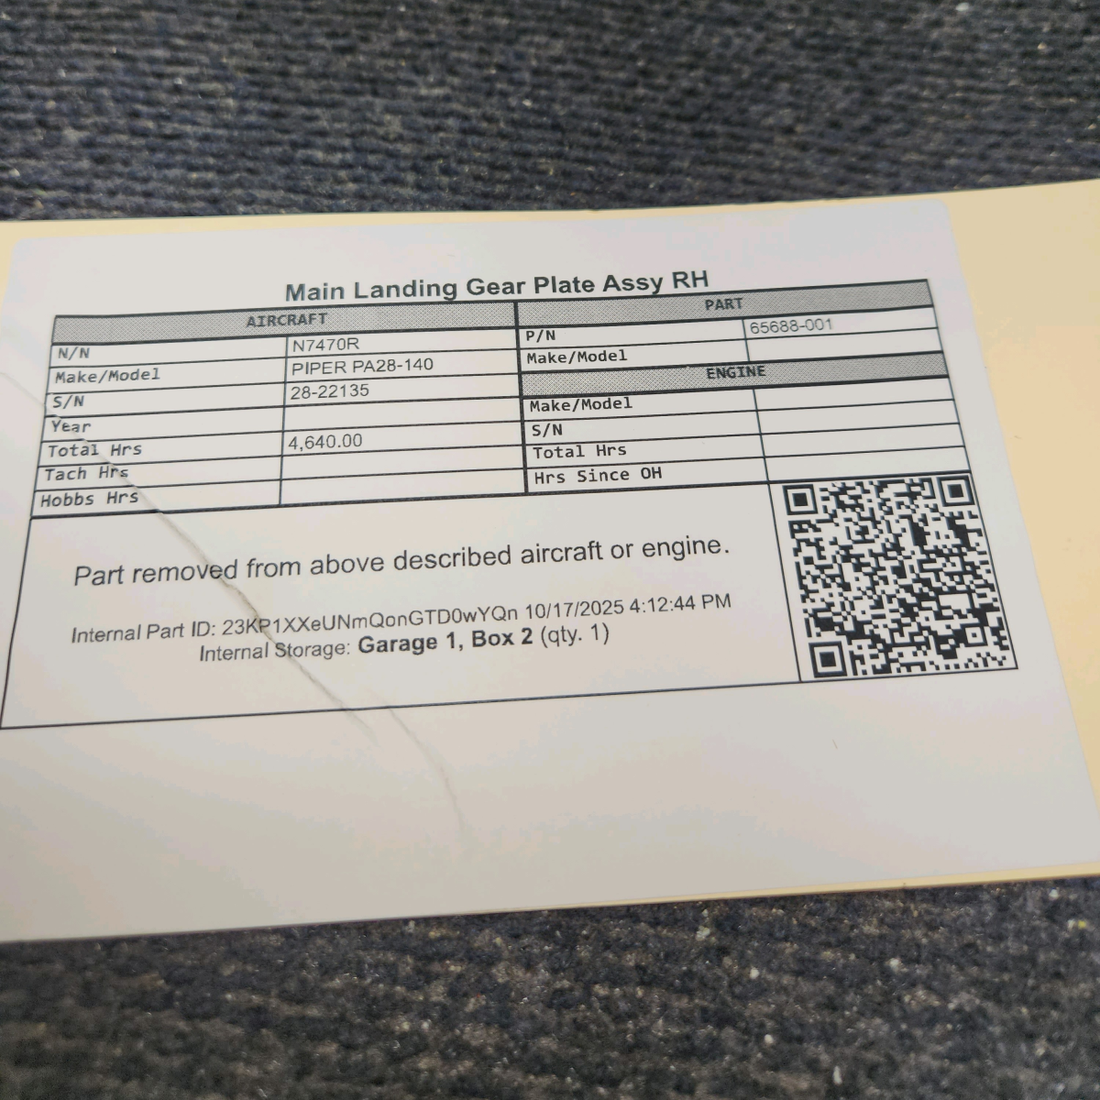 Main Landing Gear Plate Assy RH
AIRCRAFT
N/N N7470R
Make/Model PIPER PA28-140
S/N 28-22135
Year
Total Hrs 4,640.00
Tach Hrs
Hobbs Hrs
PART
P/N 65688-001
Make/Model
ENGINE
Make/Model
S/N
Total Hrs
Hrs Since OH
Part removed from above described aircraft or engine.
Internal Part ID: 23KP1XXeUNmQonGTD0wYQn 10/17/2025 4:12:44 PM
Internal Storage: Garage 1, Box 2 (qty. 1)